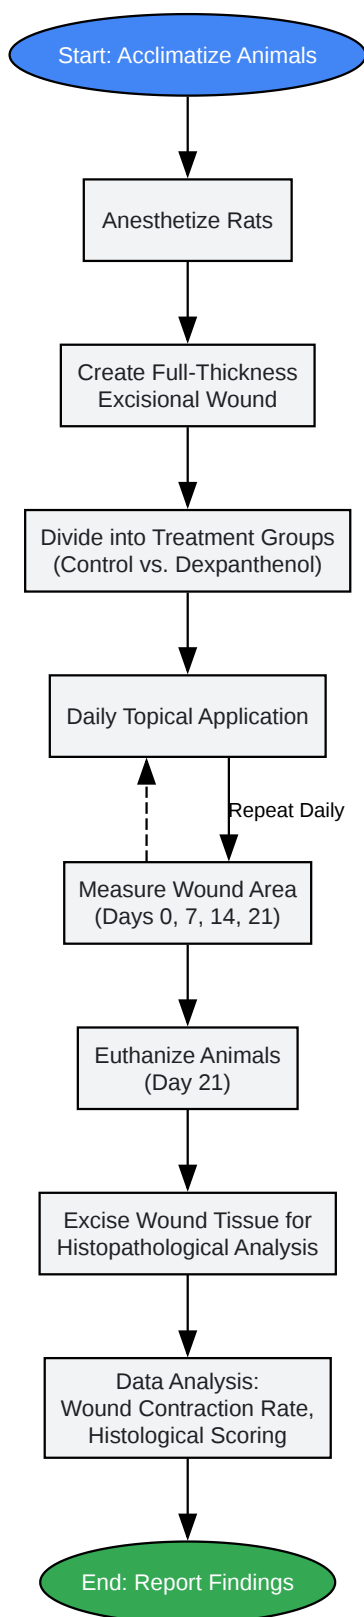 Start: Acclimatize Animals
Anesthetize Rats
Create Full-Thickness
Excisional Wound
Divide into Treatment Groups
(Control vs. Dexpanthenol)
Daily Topical Application
Repeat Daily
Measure Wound Area
(Days 0, 7, 14, 21)
Euthanize Animals
(Day 21)
Excise Wound Tissue for
Histopathological Analysis
Data Analysis:
Wound Contraction Rate,
Histological Scoring
End: Report Findings